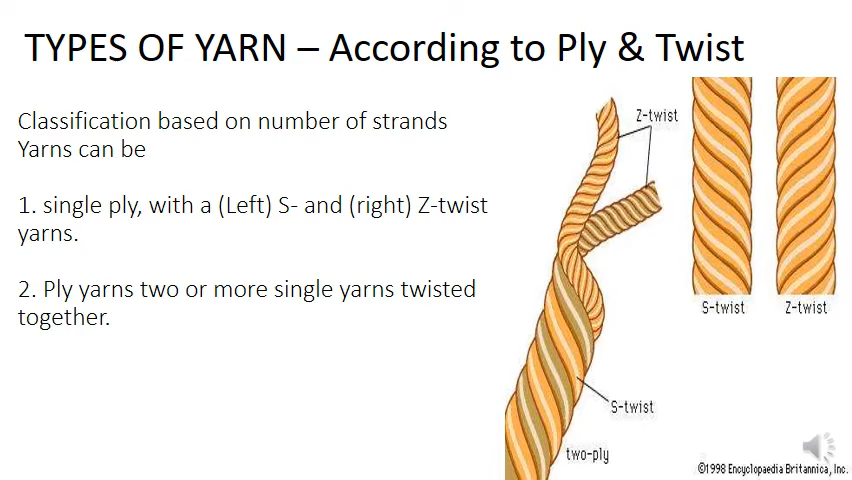 TYPES OF YARN – According to Ply & Twist
Classification based on number of strands
Yarns can be
1. single ply, with a (Left) S- and (right) Z-twist
yarns.
2. Ply yarns two or more single yarns twisted
together.
Z-twist
S-twist
two-ply
S-twist
Z-twist
©1998 Encyclopaedia Britannica, Inc.